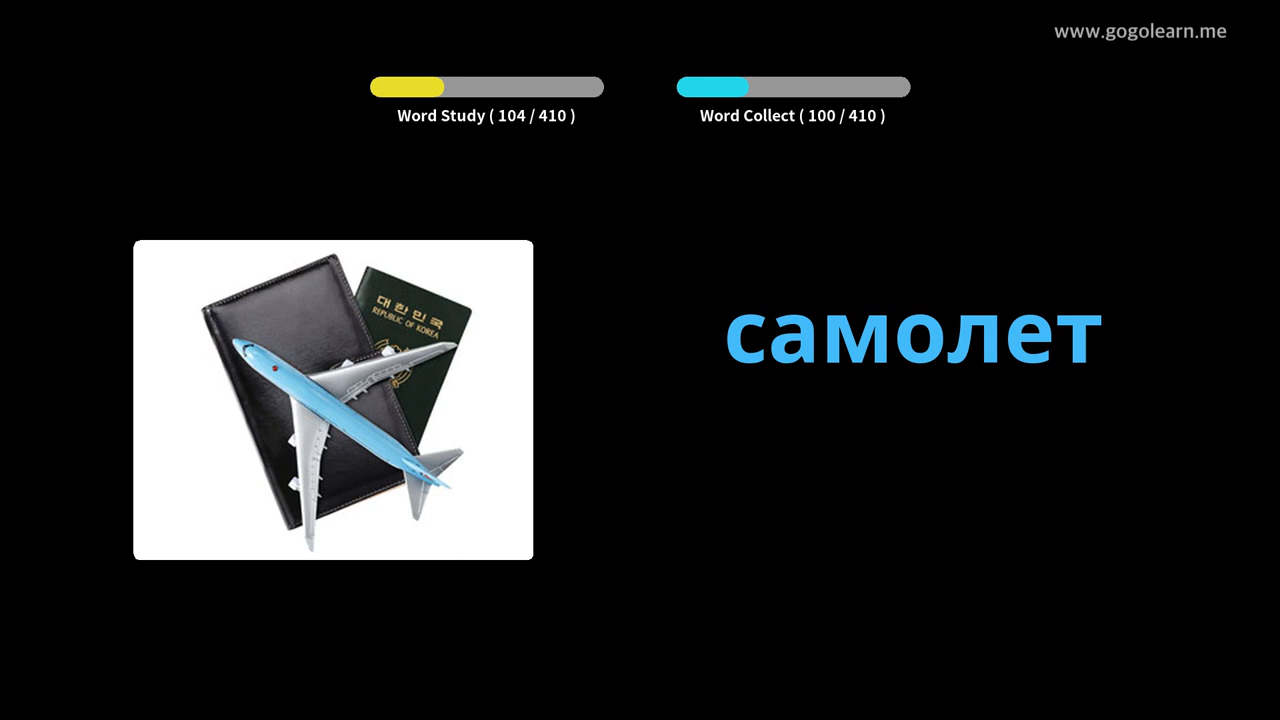 www.gogolearn.me
Word Study ( 104 / 410 )
Word Collect ( 100 / 410 )
대한민국
REPUBLIC OF KOREA
самолет